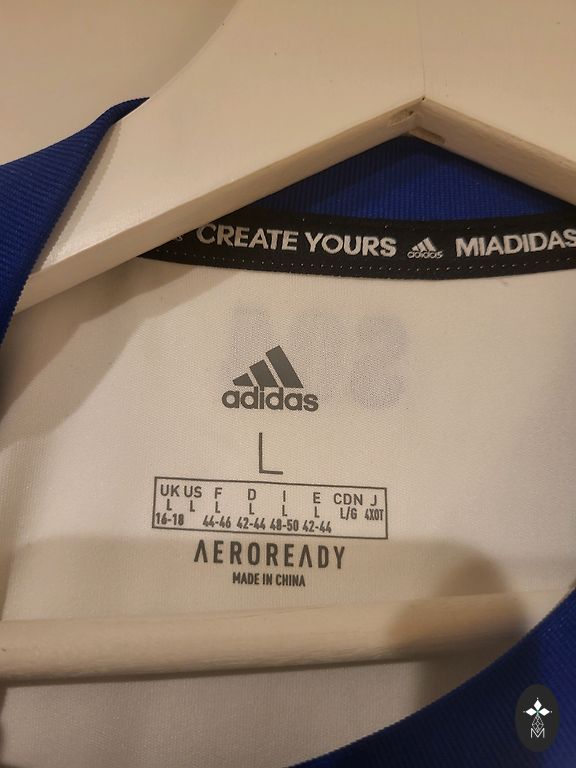 CREATE YOURS adidas MIADIDAS
adidas
L
UK US F D I E CDN J
L L L L L L L/G 4XOT
16-18 44-46 42-44 48-50 42-44
AEROREADY
MADE IN CHINA
M